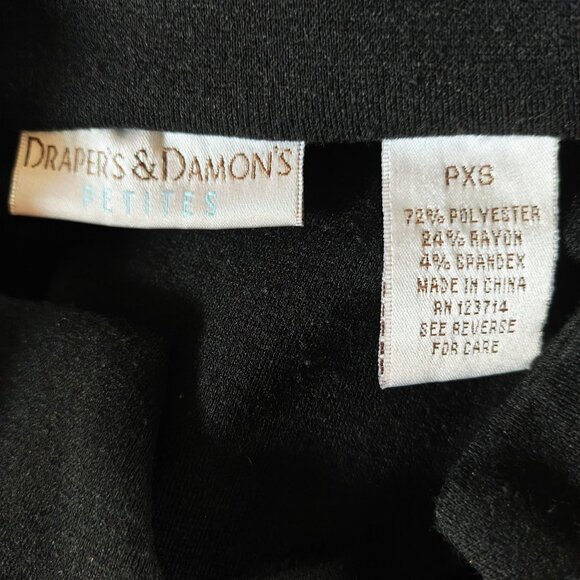 DRAPER'S & DAMON'S
PETITES
PXS
72% POLYESTER
24% RAYON
4% SPANDEX
MADE IN CHINA
RN 123714
SEE REVERSE
FOR CARE